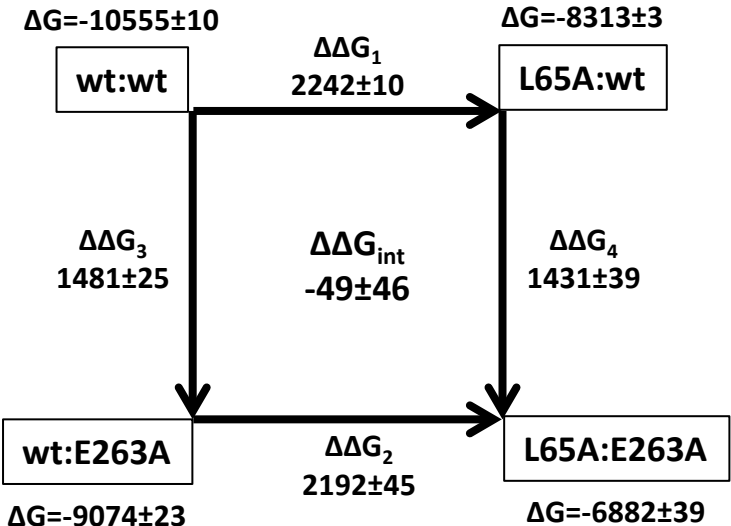 ΔG=-10555±10
ΔG=-8313±3
wt:wt
ΔΔG₁
2242±10
L65A:wt
ΔΔG₃
1481±25
ΔΔG_int
-49±46
ΔΔG₄
1431±39
wt:E263A
ΔΔG₂
2192±45
L65A:E263A
ΔG=-9074±23
ΔG=-6882±39